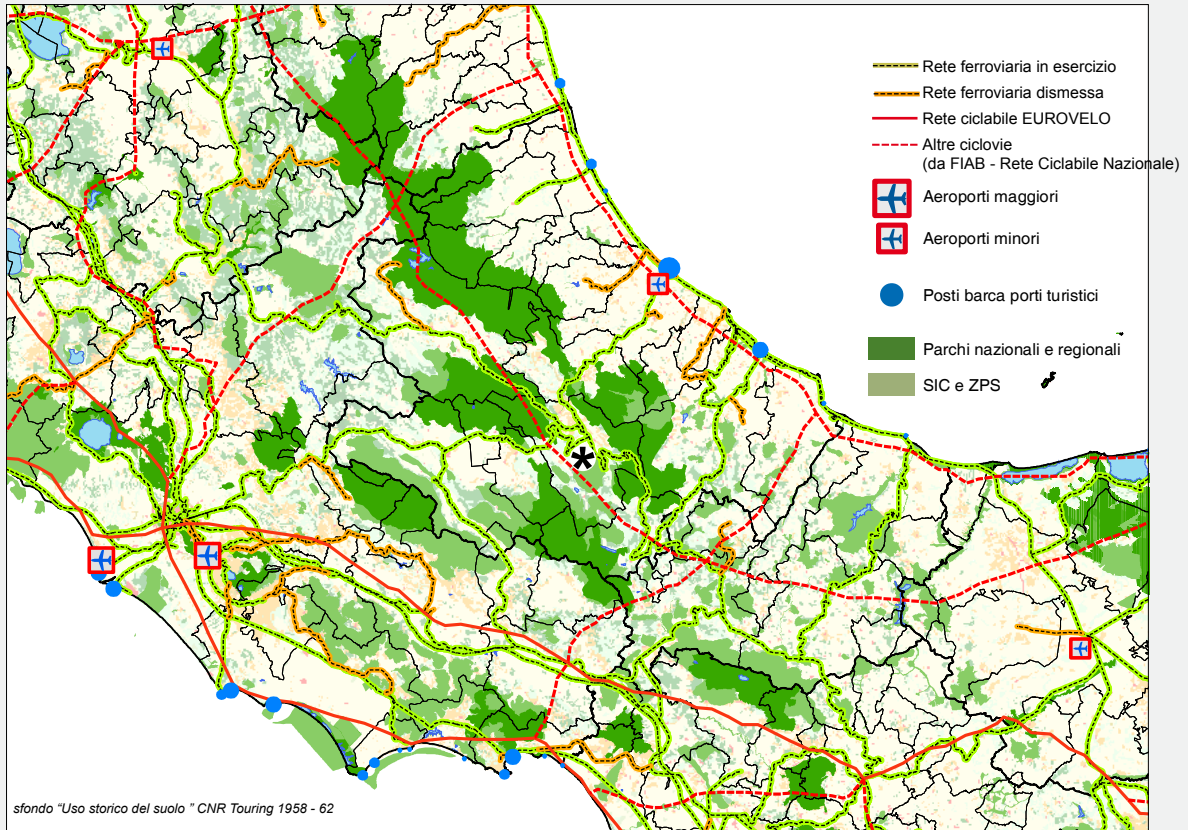 Rete ferroviaria in esercizio
Rete ferroviaria dismessa
Rete ciclabile EUROVELO
Altre ciclovie
(da FIAB - Rete Ciclabile Nazionale)
Aeroporti maggiori
Aeroporti minori
Posti barca porti turistici
Parchi nazionali e regionali
SIC e ZPS
*
sfondo “Uso storico del suolo ” CNR Touring 1958 - 62